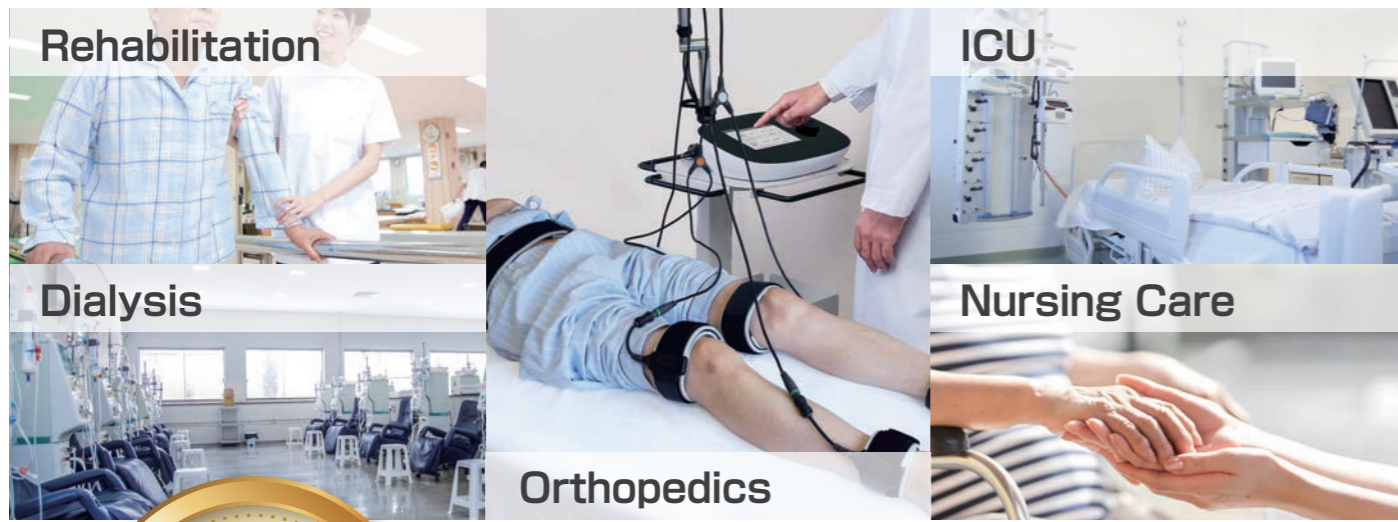 Rehabilitation
Dialysis
Orthopedics
ICU
Nursing Care